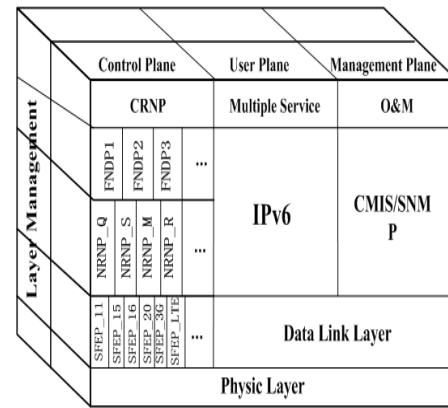 Control Plane User Plane Management Plane
CRNP Multiple Service O&M
FNDP1 FNDP2 FNDP3 ...
NRNP_Q NRNP_S NRNP_M NRNP_R ...
IPv6
CMIS/SNM
P
SFEP_11 SFEP_15 SFEP_16 SFEP_20 SFEP_3G SFEP_LTE ...
Data Link Layer
Physic Layer
Layer Management